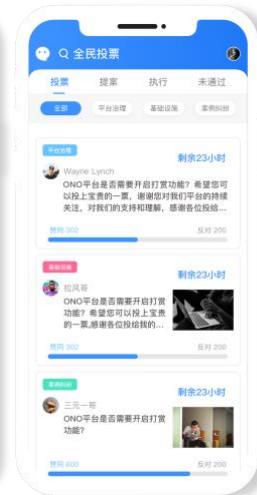 全民投票
投票 提案 执行 未通过
全部 平台治理 基础设施 案例纠纷
平台治理
剩余23小时
Wayne Lynch
ONO平台是否需要开启打赏功能？希望您可
以投上宝贵的一票，谢谢您对我们平台的持续
关注，对我们的支持和理解，感谢各位投给...
赞同 302 反对 200
基础设施
剩余23小时
拉风哥
ONO平台是否需要开启打赏
功能？希望您可以投上宝贵
的一票,感谢各位投给我的...
赞同 302 反对 200
案例纠纷
剩余23小时
三元一哥
ONO平台是否需要开启打赏
功能?
赞同 600 反对 200